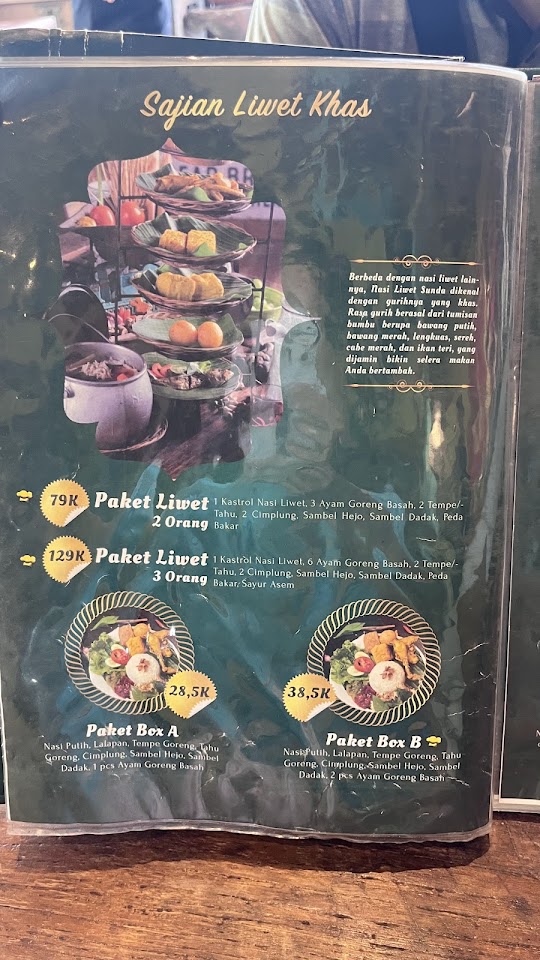 Sajian Liwet Khas
Berbeda dengan nasi liwet lain-
nya, Nasi Liwet Sunda dikenal
dengan gurihnya yang khas.
Rasa gurih berasal dari tumisan
bumbu berupa bawang putih,
bawang merah, lengkuas, sereh,
cabe merah, dan ikan teri, yang
dijamin bikin selera makan
Anda bertambah.
79K
Paket Liwet
2 Orang
1 Kastrol Nasi Liwet, 3 Ayam Goreng Basah, 2 Tempe/-
Tahu, 2 Cimplung, Sambel Hejo, Sambel Dadak, Peda
Bakar
129K
Paket Liwet
3 Orang
1 Kastrol Nasi Liwet, 6 Ayam Goreng Basah, 2 Tempe/-
Tahu, 2 Cimplung, Sambel Hejo, Sambel Dadak, Peda
Bakar, Sayur Asem
28,5K
Paket Box A
Nasi Putih, Lalapan, Tempe Goreng, Tahu
Goreng, Cimplung, Sambel Hejo, Sambel
Dadak, 1 pcs Ayam Goreng Basah
38,5K
Paket Box B
Nasi Putih, Lalapan, Tempe Goreng, Tahu
Goreng, Cimplung, Sambel Hejo, Sambel
Dadak, 2 pcs Ayam Goreng Basah